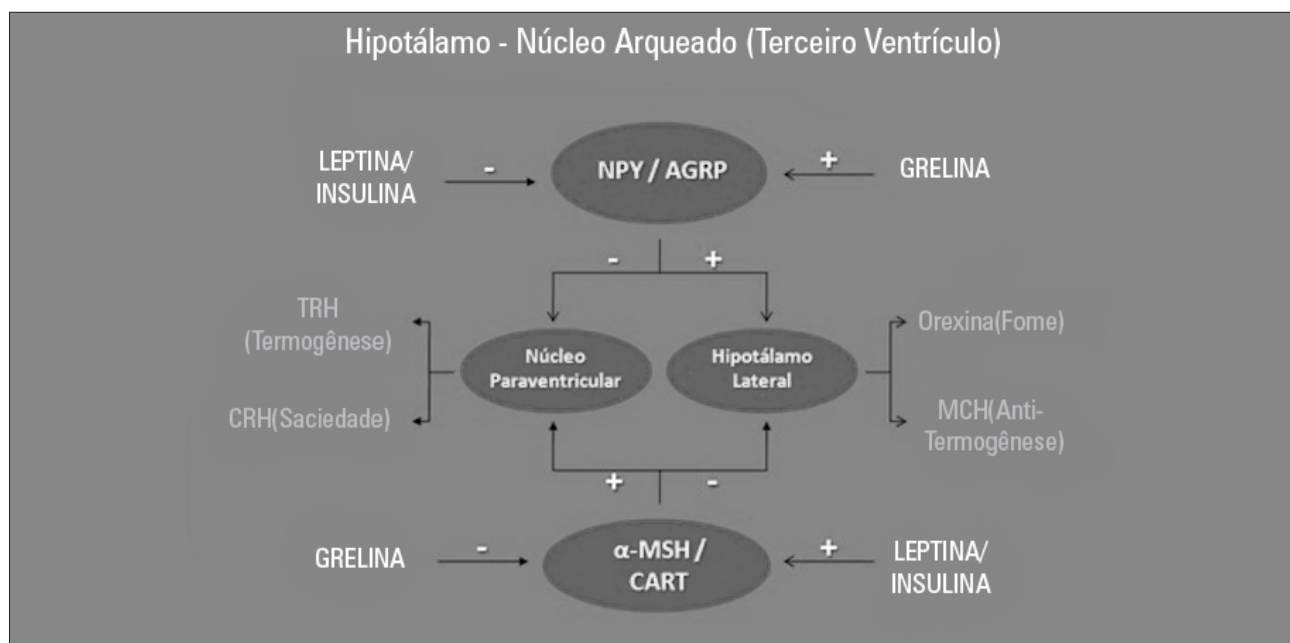 Hipotálamo - Núcleo Arqueado (Terceiro Ventrículo)
LEPTINA/
INSULINA
-
NPY / AGRP
+
GRELINA
-
+
TRH
(Termogênese)
CRH(Saciedade)
Núcleo
Paraventricular
Hipotálamo
Lateral
Orexina(Fome)
MCH(Anti-
Termogênese)
+
-
GRELINA
-
α-MSH /
CART
+
LEPTINA/
INSULINA